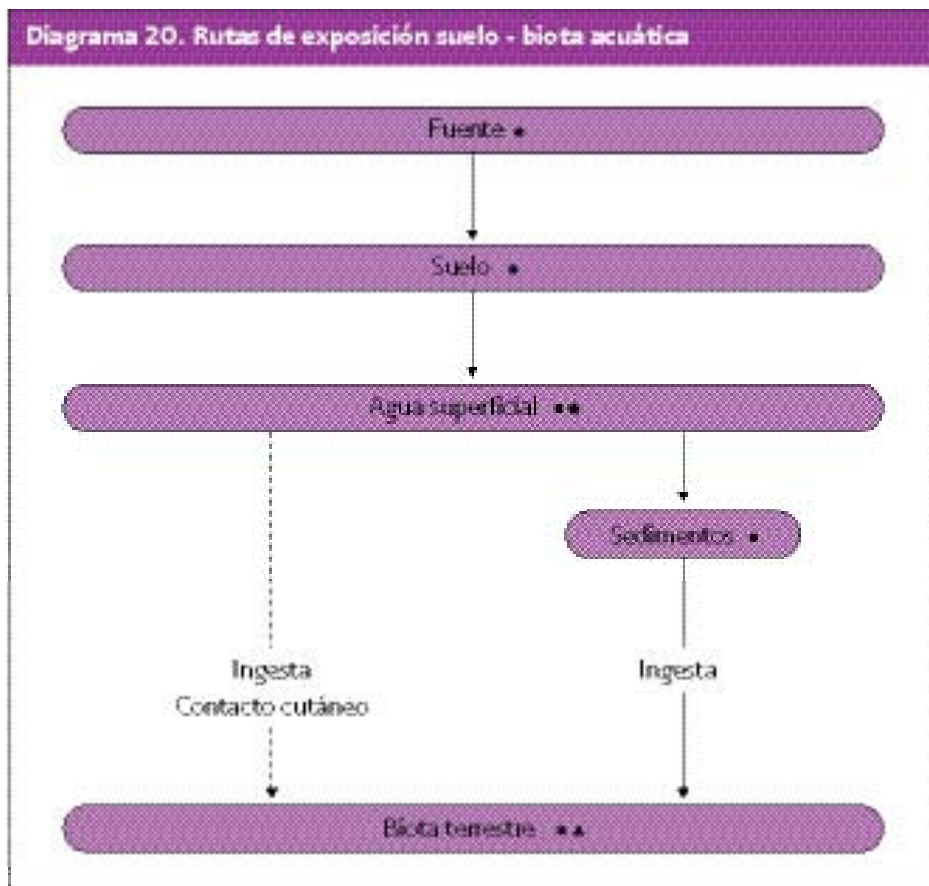 Diagrama 20. Rutas de exposición suelo - biota acuática
Fuente
Suelo
Agua superficial
Sedimentos
Ingesta
Contacto cutáneo
Ingesta
Biota terrestre